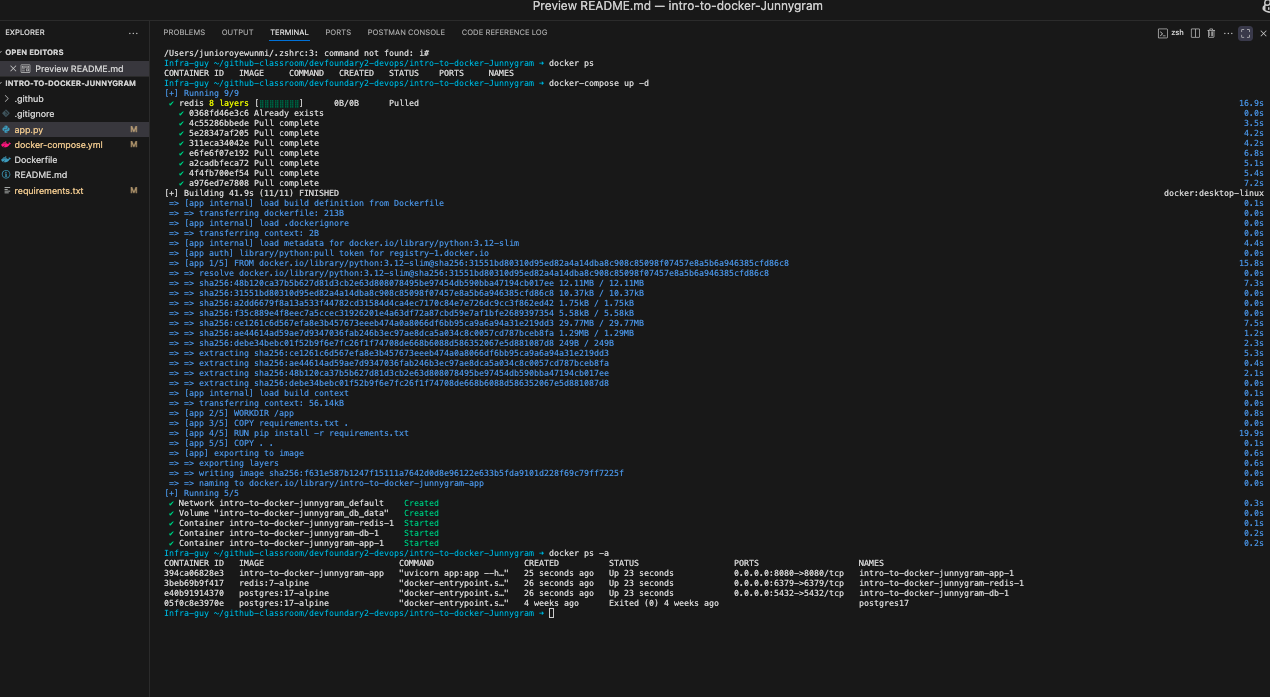 Preview README.md — intro-to-docker-Junnygram
EXPLORER
OPEN EDITORS
Preview README.md
INTRO-TO-DOCKER-JUNNYGRAM
.github
.gitignore
app.py M
docker-compose.yml M
Dockerfile
README.md
requirements.txt M
PROBLEMS OUTPUT TERMINAL PORTS POSTMAN CONSOLE CODE REFERENCE LOG
zsh
/Users/junioroyewunmi/.zshrc:3: command not found: i#
Infra-guy ~/github-classroom/devfoundary2-devops/intro-to-docker-Junnygram → docker ps
CONTAINER ID IMAGE COMMAND CREATED STATUS PORTS NAMES
Infra-guy ~/github-classroom/devfoundary2-devops/intro-to-docker-Junnygram → docker-compose up -d
[+] Running 9/9
✔ redis 8 layers [⣿⣿⣿⣿⣿⣿⣿⣿] 0B/0B Pulled 16.9s
✔ 0368fd46e3c6 Already exists 0.0s
✔ 4c55286bbede Pull complete 3.5s
✔ 5e28347af205 Pull complete 4.2s
✔ 311eca34042e Pull complete 4.2s
✔ e6fe6f07e192 Pull complete 6.8s
✔ a2cadbfeca72 Pull complete 5.1s
✔ 4f4fb700ef54 Pull complete 5.4s
✔ a976ed7e7808 Pull complete 7.2s
[+] Building 41.9s (11/11) FINISHED docker:desktop-linux
=> [app internal] load build definition from Dockerfile 0.1s
=> => transferring dockerfile: 213B 0.0s
=> [app internal] load .dockerignore 0.0s
=> => transferring context: 2B 0.0s
=> [app internal] load metadata for docker.io/library/python:3.12-slim 4.4s
=> [app auth] library/python:pull token for registry-1.docker.io 0.0s
=> [app 1/5] FROM docker.io/library/python:3.12-slim@sha256:31551bd80310d95ed82a4a14dba8c908c85098f07457e8a5b6a946385cfd86c8 15.8s
=> => resolve docker.io/library/python:3.12-slim@sha256:31551bd80310d95ed82a4a14dba8c908c85098f07457e8a5b6a946385cfd86c8 0.0s
=> => sha256:48b120ca37b5b627d81d3cb2e63d808078495be97454db590bba47194cb017ee 12.11MB / 12.11MB 7.3s
=> => sha256:31551bd80310d95ed82a4a14dba8c908c85098f07457e8a5b6a946385cfd86c8 10.37kB / 10.37kB 0.0s
=> => sha256:a2dd6679f8a13a533f44782cd31584d4ca4ec7170c84e7e726dc9cc3f862ed42 1.75kB / 1.75kB 0.0s
=> => sha256:f35c889e4f8eec7a5ccec31926201e4a63df72a87cbd59e7af1bfe2689397354 5.58kB / 5.58kB 0.0s
=> => sha256:ce1261c6d567efa8e3b457673eeeb474a0a8066df6bb95ca9a6a94a31e219dd3 29.77MB / 29.77MB 7.5s
=> => sha256:ae44614ad59ae7d9347036fab246b3ec97ae8dca5a034c8c0057cd787bceb8fa 1.29MB / 1.29MB 1.2s
=> => sha256:debe34bebc01f52b9f6e7fc26f1f74708de668b6088d586352067e5d881087d8 249B / 249B 2.3s
=> => extracting sha256:ce1261c6d567efa8e3b457673eeeb474a0a8066df6bb95ca9a6a94a31e219dd3 5.3s
=> => extracting sha256:ae44614ad59ae7d9347036fab246b3ec97ae8dca5a034c8c0057cd787bceb8fa 0.4s
=> => extracting sha256:48b120ca37b5b627d81d3cb2e63d808078495be97454db590bba47194cb017ee 2.1s
=> => extracting sha256:debe34bebc01f52b9f6e7fc26f1f74708de668b6088d586352067e5d881087d8 0.0s
=> [app internal] load build context 0.1s
=> => transferring context: 56.14kB 0.0s
=> [app 2/5] WORKDIR /app 0.8s
=> [app 3/5] COPY requirements.txt . 0.0s
=> [app 4/5] RUN pip install -r requirements.txt 19.9s
=> [app 5/5] COPY . . 0.1s
=> [app] exporting to image 0.6s
=> => exporting layers 0.6s
=> => writing image sha256:f631e587b1247f15111a7642d0d8e96122e633b5fda9101d228f69c79ff7225f 0.0s
=> => naming to docker.io/library/intro-to-docker-junnygram-app 0.0s
[+] Running 5/5
✔ Network intro-to-docker-junnygram_default Created 0.3s
✔ Volume "intro-to-docker-junnygram_db_data" Created 0.0s
✔ Container intro-to-docker-junnygram-redis-1 Started 0.1s
✔ Container intro-to-docker-junnygram-db-1 Started 0.2s
✔ Container intro-to-docker-junnygram-app-1 Started 0.2s
Infra-guy ~/github-classroom/devfoundary2-devops/intro-to-docker-Junnygram → docker ps -a
CONTAINER ID IMAGE COMMAND CREATED STATUS PORTS NAMES
394ca06828e3 intro-to-docker-junnygram-app "uvicorn app:app --h…" 25 seconds ago Up 23 seconds 0.0.0.0:8080->8080/tcp intro-to-docker-junnygram-app-1
3beb69b9f417 redis:7-alpine "docker-entrypoint.s…" 26 seconds ago Up 23 seconds 0.0.0.0:6379->6379/tcp intro-to-docker-junnygram-redis-1
e40b91914370 postgres:17-alpine "docker-entrypoint.s…" 26 seconds ago Up 23 seconds 0.0.0.0:5432->5432/tcp intro-to-docker-junnygram-db-1
05f0c8e3970e postgres:17-alpine "docker-entrypoint.s…" 4 weeks ago Exited (0) 4 weeks ago postgres17
Infra-guy ~/github-classroom/devfoundary2-devops/intro-to-docker-Junnygram →